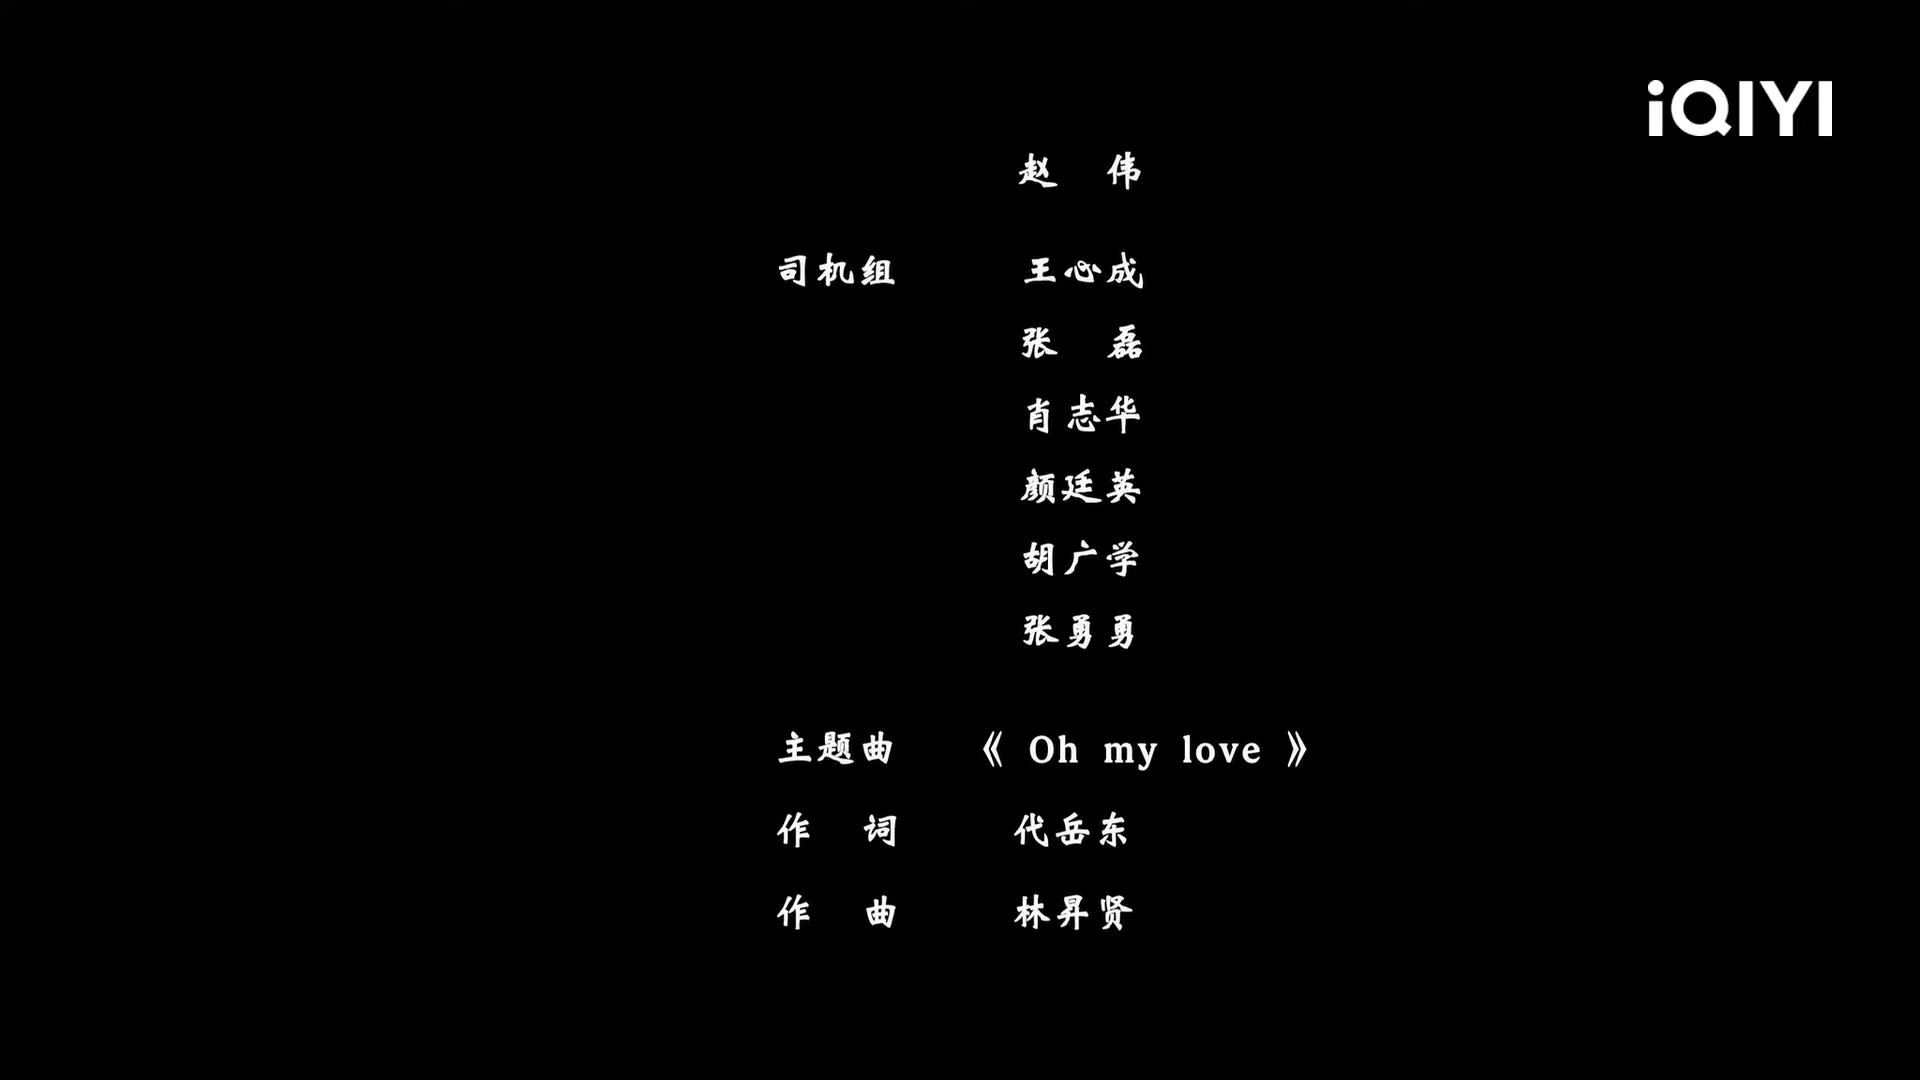 iQIYI
赵 伟
司机组 王心成
张 磊
肖志华
颜廷英
胡广学
张勇勇
主题曲 《 Oh my love 》
作 词 代岳东
作 曲 林昇贤